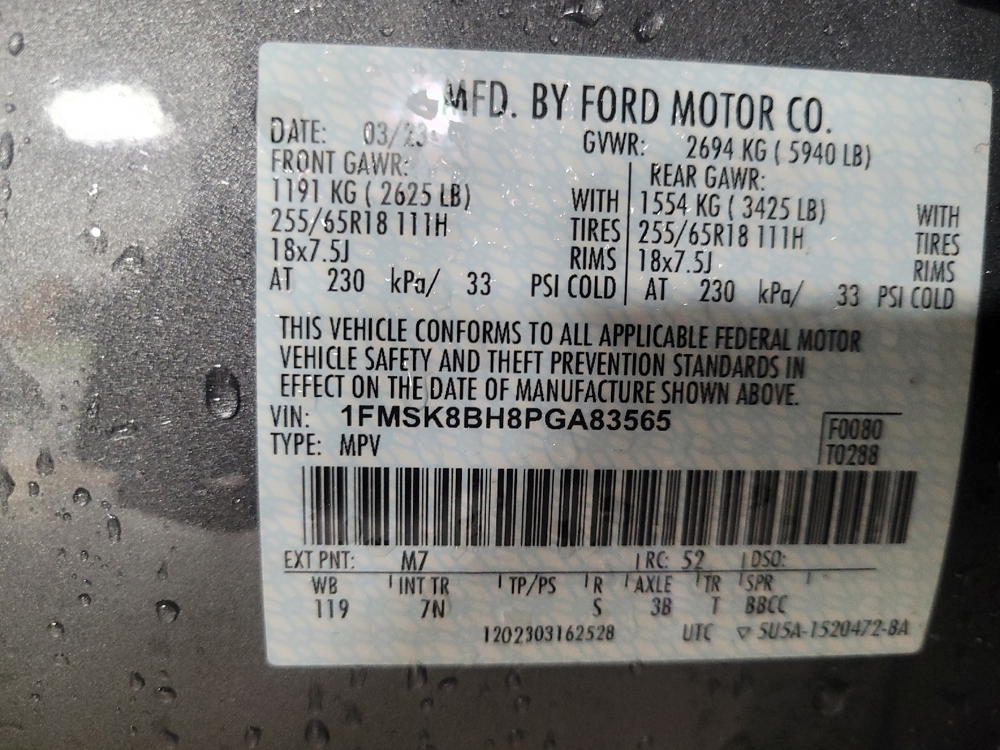 MFD. BY FORD MOTOR CO.
DATE: 03/23 GVWR: 2694 KG ( 5940 LB)
FRONT GAWR: REAR GAWR:
1191 KG ( 2625 LB) WITH 1554 KG ( 3425 LB) WITH
255/65R18 111H TIRES 255/65R18 111H TIRES
18x7.5J RIMS 18x7.5J RIMS
AT 230 kPa/ 33 PSI COLD AT 230 kPa/ 33 PSI COLD
THIS VEHICLE CONFORMS TO ALL APPLICABLE FEDERAL MOTOR
VEHICLE SAFETY AND THEFT PREVENTION STANDARDS IN
EFFECT ON THE DATE OF MANUFACTURE SHOWN ABOVE.
VIN: 1FMSK8BH8PGA83565 F0080
TYPE: MPV T0288
EXT PNT: M7 RC: 52 DSO:
WB INT TR TP/PS R AXLE TR SPR
119 7N S 3B T BBCC
1202303162528 UTC ▽ 5U5A-1520472-BA